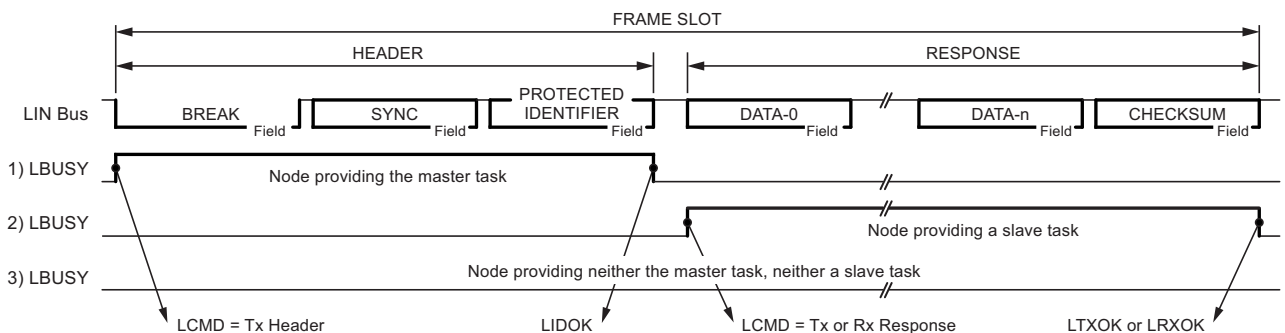 FRAME SLOT
HEADER RESPONSE
LIN Bus BREAK Field SYNC Field PROTECTED IDENTIFIER Field DATA-0 Field DATA-n Field CHECKSUM Field
1) LBUSY Node providing the master task
2) LBUSY Node providing a slave task
3) LBUSY Node providing neither the master task, neither a slave task
LCMD = Tx Header LIDOK LCMD = Tx or Rx Response LTXOK or LRXOK